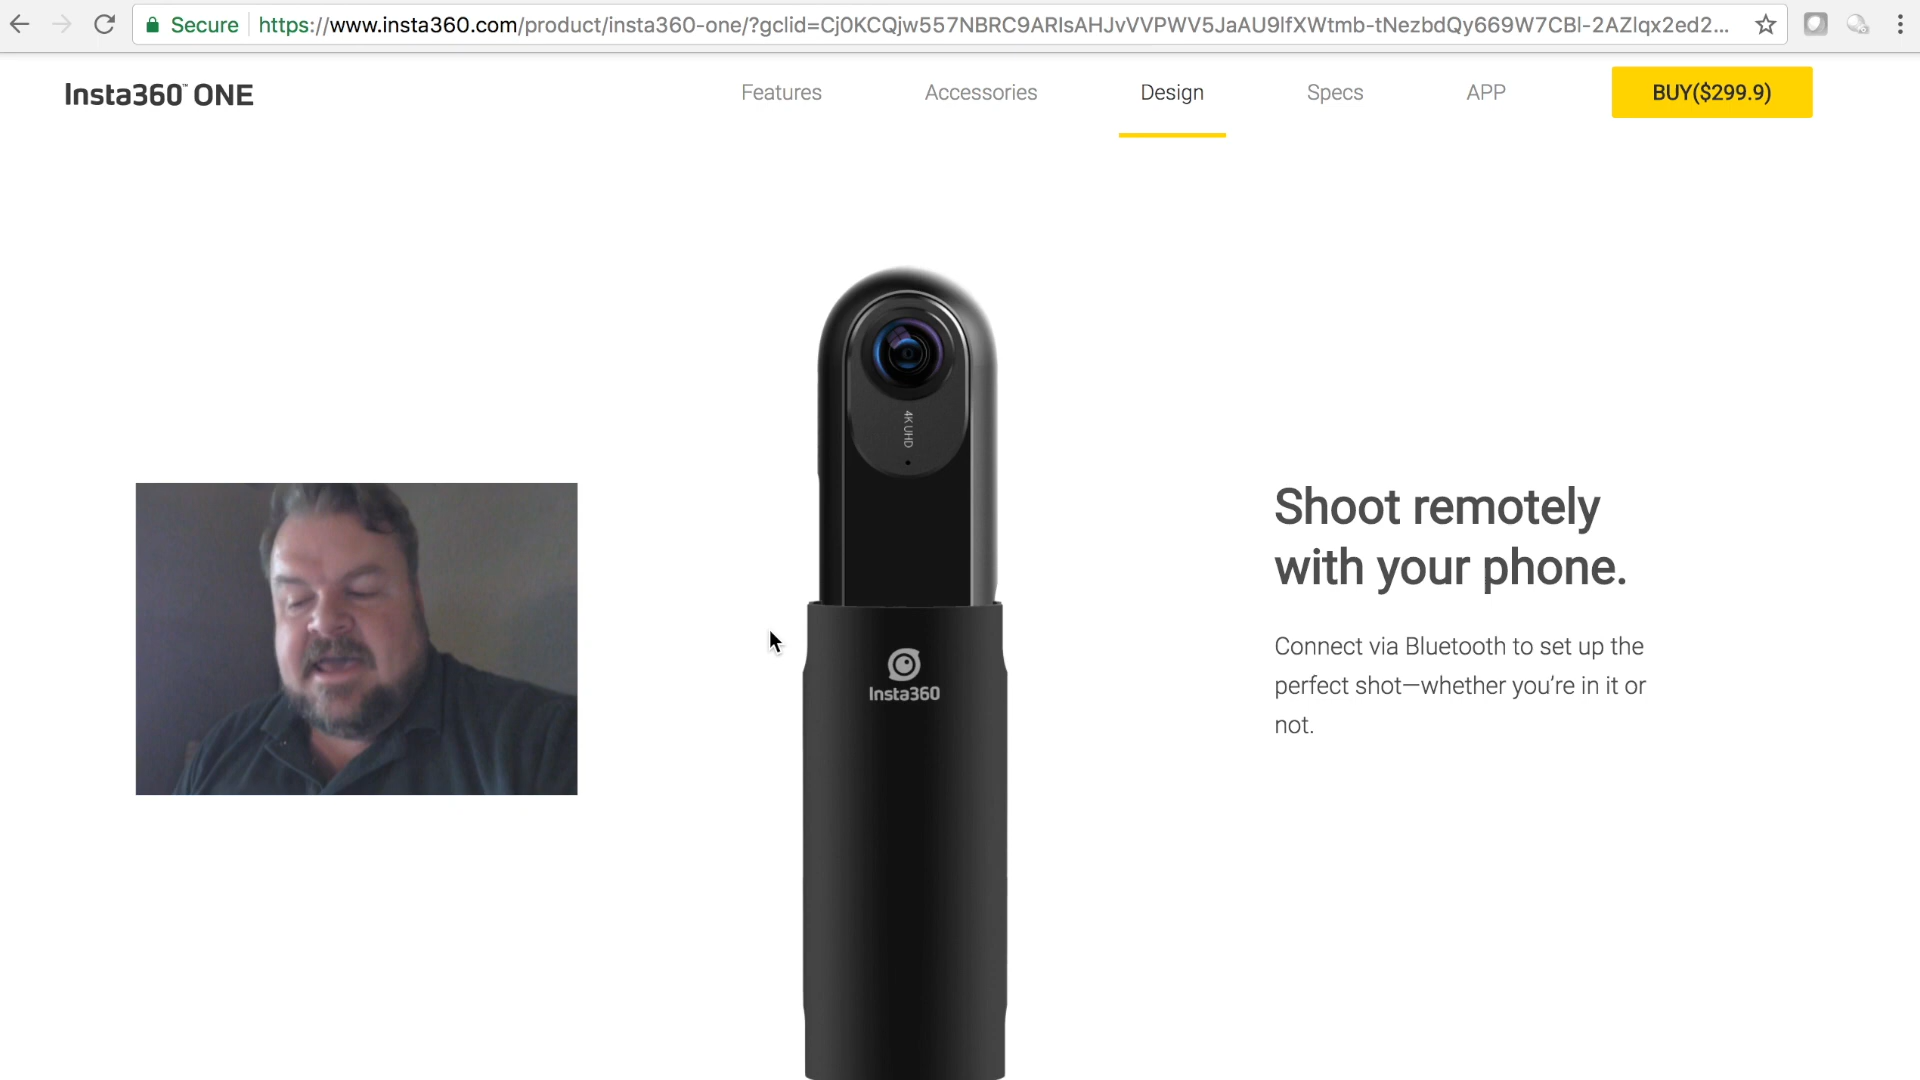 Secure https://www.insta360.com/product/insta360-one/?gclid=Cj0KCQjw557NBRC9ARIsAHJvVVPWV5JaAU9lfXWtmb-tNezbdQy669W7CBl-2AZlqx2ed2...
Insta360™ ONE Features Accessories Design Specs APP BUY($299.9)
4K UHD
Shoot remotely
with your phone.
Insta360
Connect via Bluetooth to set up the
perfect shot—whether you're in it or
not.